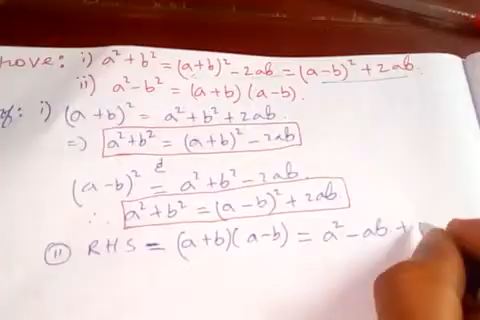 rove: i) a² + b² = (a+b)² - 2ab = (a-b)² + 2ab.
ii) a² - b² = (a+b) (a-b).
i) (a+b)² = a² + b² + 2ab.
=) a² + b² = (a+b)² - 2ab
(a-b)² = a² + b² - 2ab.
∴ a² + b² = (a-b)² + 2ab.
(ii) RHS = (a+b)(a-b) = a² - ab +